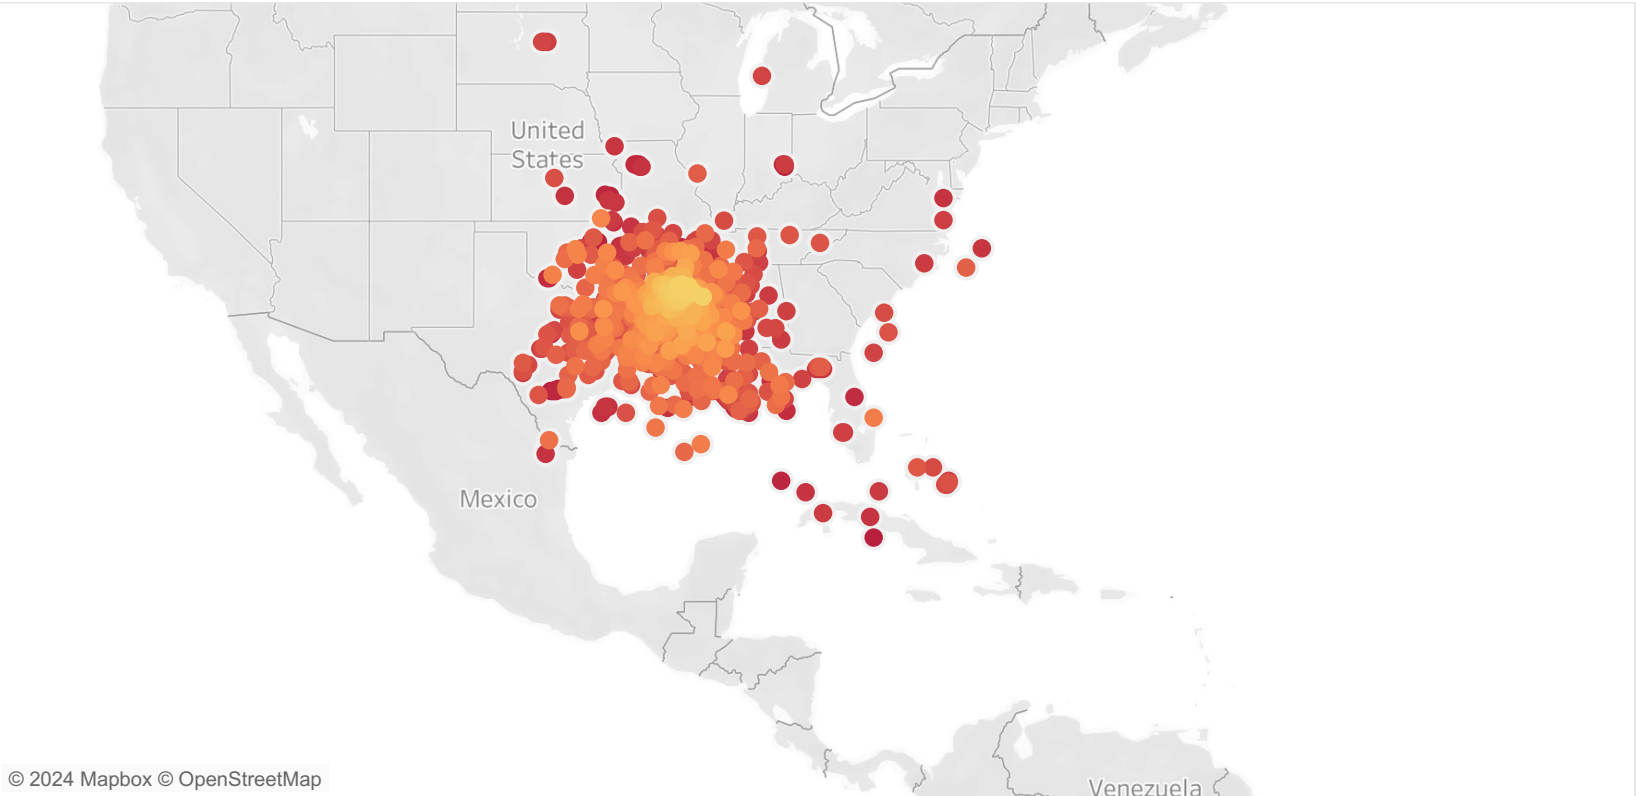 United
States
Mexico
© 2024 Mapbox © OpenStreetMap
Venezuela